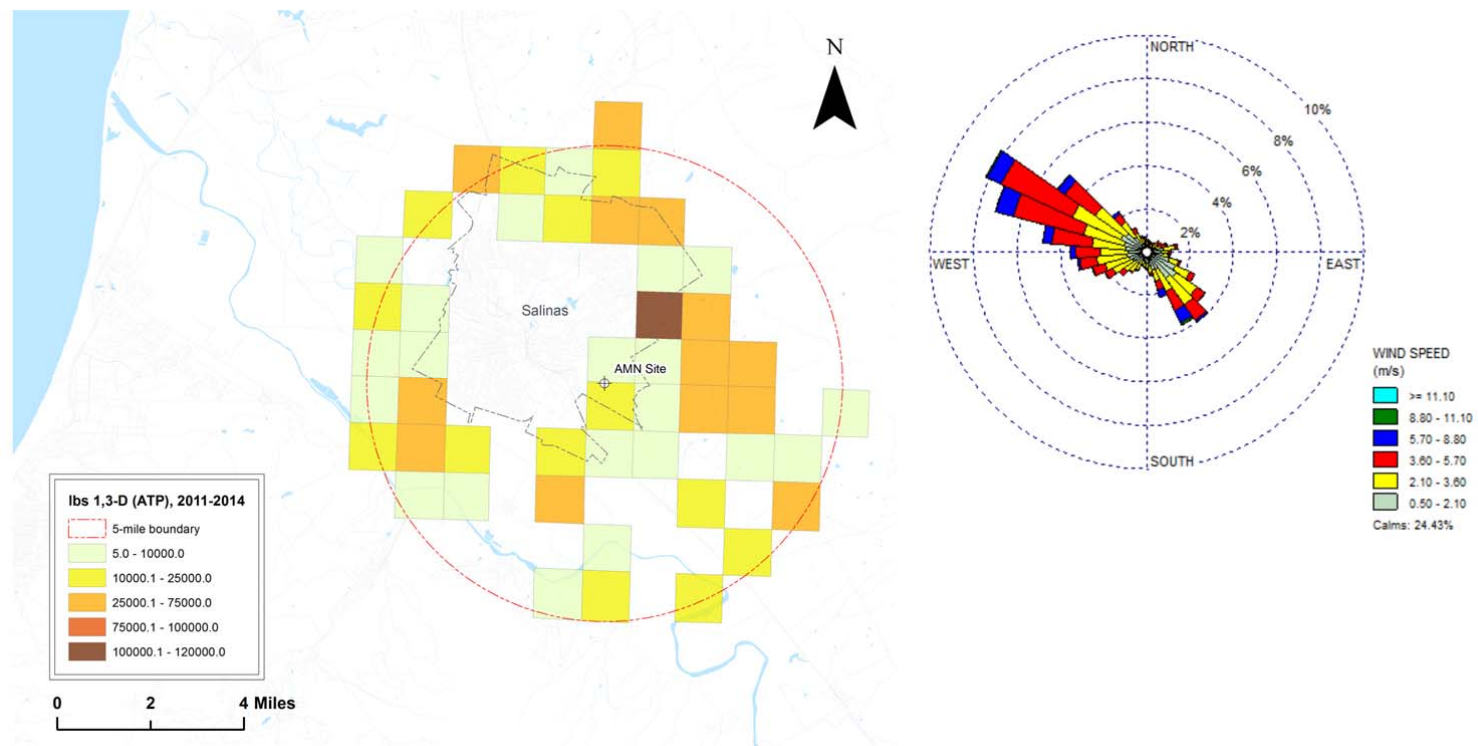 N
Salinas
AMN Site
lbs 1,3-D (ATP), 2011-2014
5-mile boundary
5.0 - 10000.0
10000.1 - 25000.0
25000.1 - 75000.0
75000.1 - 100000.0
100000.1 - 120000.0
0
2
4 Miles
NORTH
10%
8%
6%
4%
2%
WEST
EAST
SOUTH
WIND SPEED
(m/s)
>= 11.10
8.80 - 11.10
5.70 - 8.80
3.60 - 5.70
2.10 - 3.60
0.50 - 2.10
Calms: 24.43%